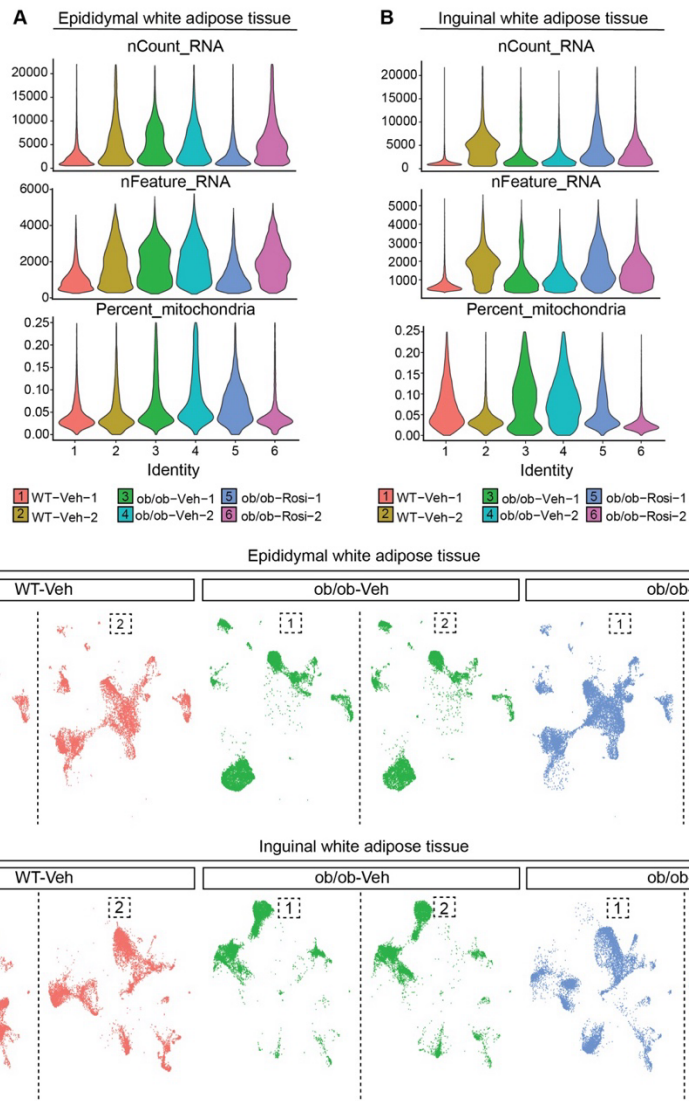 A Epididymal white adipose tissue
nCount_RNA
20000
15000
10000
5000
0
nFeature_RNA
6000
4000
2000
0
Percent_mitochondria
0.25
0.20
0.15
0.10
0.05
0.00
1 2 3 4 5 6
Identity
1 WT-Veh-1 3 ob/ob-Veh-1 5 ob/ob-Rosi-1
2 WT-Veh-2 4 ob/ob-Veh-2 6 ob/ob-Rosi-2
B Inguinal white adipose tissue
nCount_RNA
20000
15000
10000
5000
0
nFeature_RNA
5000
4000
3000
2000
1000
Percent_mitochondria
0.25
0.20
0.15
0.10
0.05
0.00
1 2 3 4 5 6
Identity
1 WT-Veh-1 3 ob/ob-Veh-1 5 ob/ob-Rosi-1
2 WT-Veh-2 4 ob/ob-Veh-2 6 ob/ob-Rosi-2
Epididymal white adipose tissue
WT-Veh ob/ob-Veh ob/ob-
2 1 2 1
Inguinal white adipose tissue
WT-Veh ob/ob-Veh ob/ob-
2 1 2 1